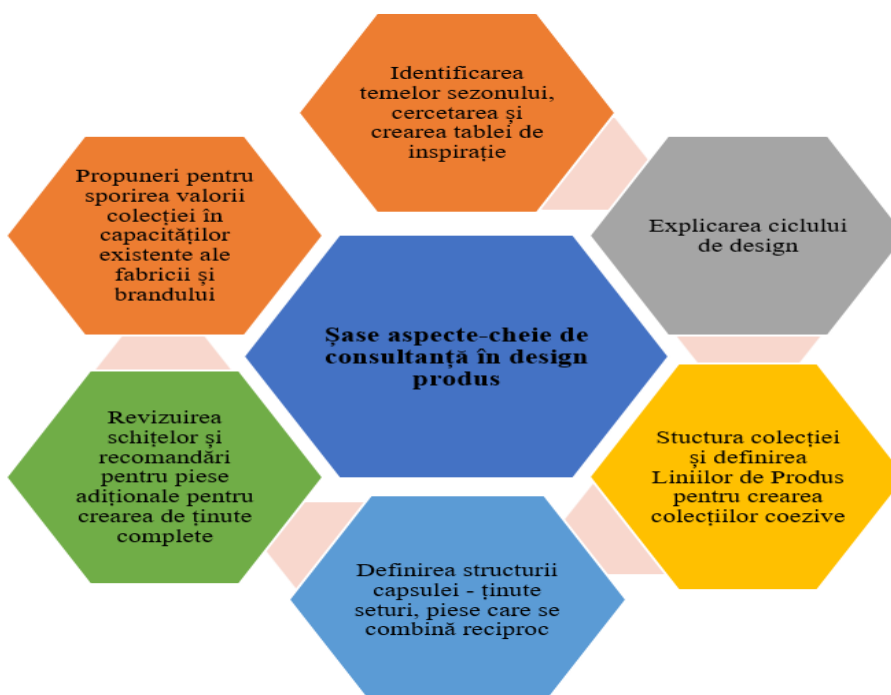 Identificarea
temelor sezonului,
cercetarea și
crearea tablei de
inspirație
Explicarea ciclului
de design
Stuctura colecției
și definirea
Liniilor de Produs
pentru crearea
colecțiilor coezive
Definirea structurii
capsulei - ținute
seturi, piese care se
combină reciproc
Revizuirea
schițelor și
recomandări
pentru piese
adiționale pentru
crearea de ținute
complete
Propuneri pentru
sporirea valorii
colecției în
capacităților
existente ale
fabricii și
brandului
Șase aspecte-cheie de
consultanță în design
produs